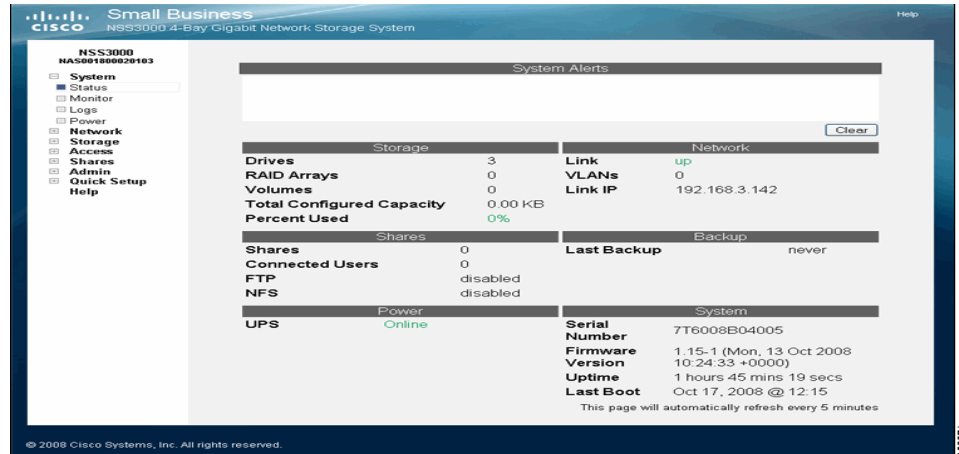 Small Business
CISCO NSS3000 4-Bay Gigabit Network Storage System
Help
NSS3000
NAS001800020103
System
Status
Monitor
Logs
Power
Network
Storage
Access
Shares
Admin
Quick Setup
Help
System Alerts
Clear
Storage
Drives 3
RAID Arrays 0
Volumes 0
Total Configured Capacity 0.00 KB
Percent Used 0%
Network
Link up
VLANs 0
Link IP 192.168.3.142
Shares
Shares 0
Connected Users 0
FTP disabled
NFS disabled
Backup
Last Backup never
Power
UPS Online
System
Serial Number 7T6008B04005
Firmware Version 1.15-1 (Mon, 13 Oct 2008 10:24:33 +0000)
Uptime 1 hours 45 mins 19 secs
Last Boot Oct 17, 2008 @ 12:15
This page will automatically refresh every 5 minutes
© 2008 Cisco Systems, Inc. All rights reserved.